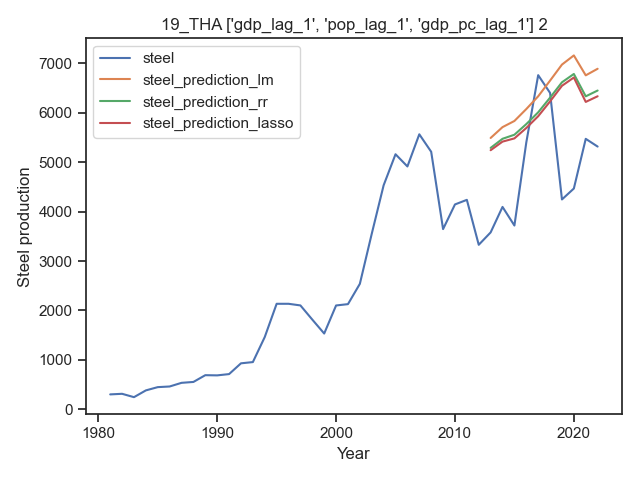 19_THA ['gdp_lag_1', 'pop_lag_1', 'gdp_pc_lag_1'] 2
steel
steel_prediction_lm
steel_prediction_rr
steel_prediction_lasso
7000
6000
5000
4000
3000
2000
1000
0
Steel production
1980
1990
2000
2010
2020
Year